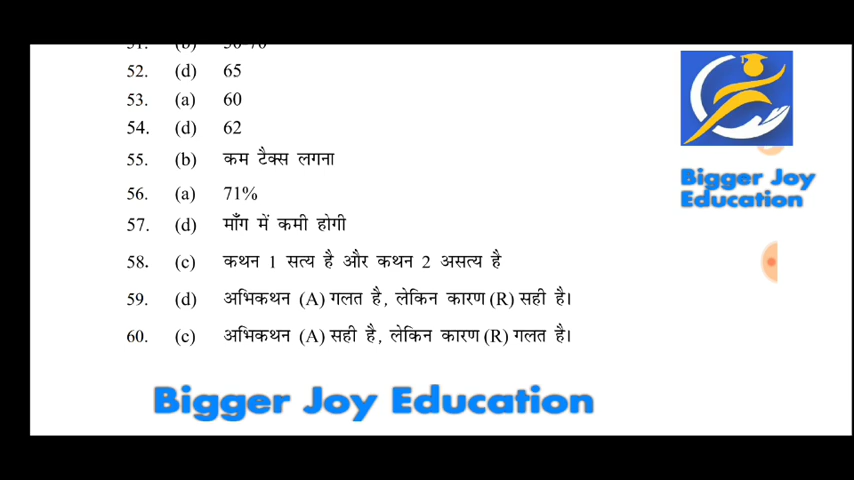 52. (d) 65
53. (a) 60
54. (d) 62
55. (b) कम टैक्स लगना
56. (a) 71%
57. (d) माँग में कमी होगी
58. (c) कथन 1 सत्य है और कथन 2 असत्य है
59. (d) अभिकथन (A) गलत है, लेकिन कारण (R) सही है।
60. (c) अभिकथन (A) सही है, लेकिन कारण (R) गलत है।
Bigger Joy
Education
Bigger Joy Education